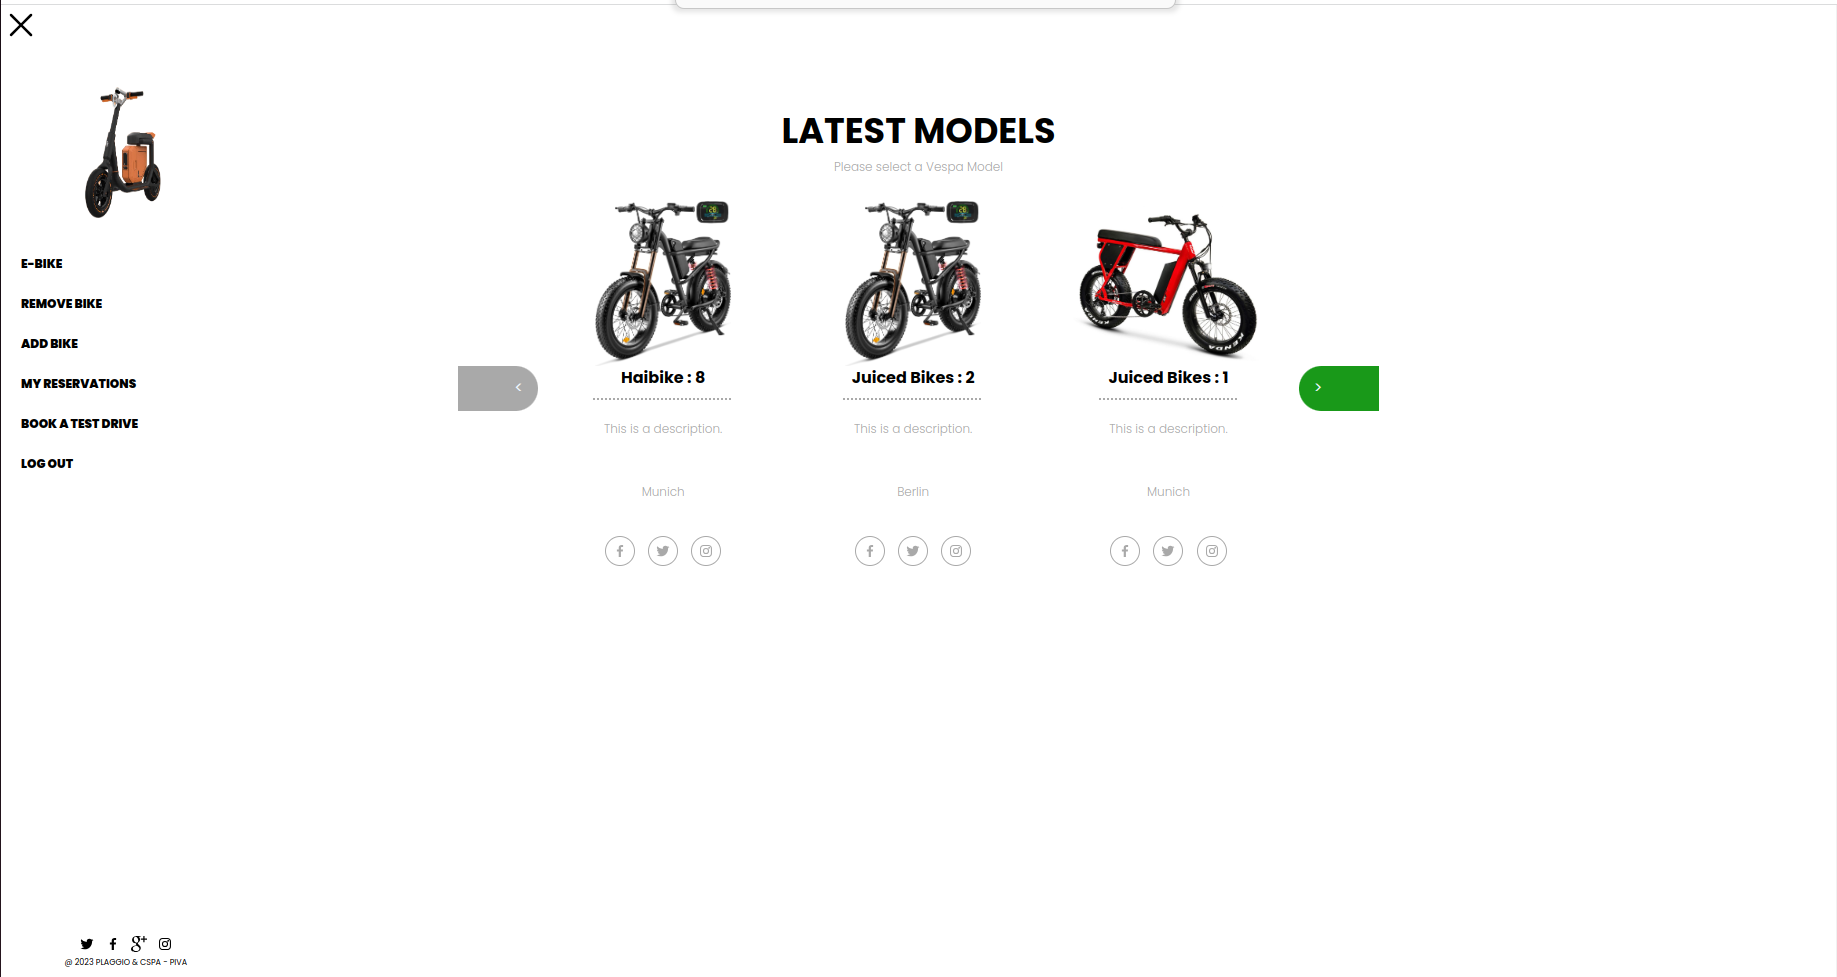 LATEST MODELS
Please select a Vespa Model
E-BIKE
REMOVE BIKE
ADD BIKE
MY RESERVATIONS
BOOK A TEST DRIVE
LOG OUT
<
Haibike : 8
This is a description.
Munich
Juiced Bikes : 2
This is a description.
Berlin
Juiced Bikes : 1
This is a description.
Munich
>
KENDA
@ 2023 PLAGGIO & CSPA - PIVA